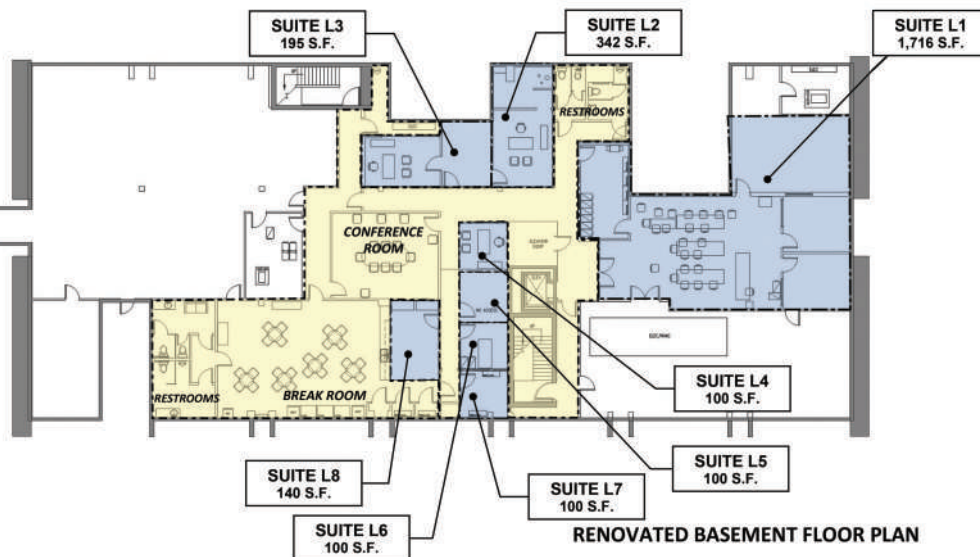 SUITE L3
195 S.F.
SUITE L2
342 S.F.
SUITE L1
1,716 S.F.
RESTROOMS
CONFERENCE
ROOM
RESTROOMS
BREAK ROOM
SUITE L4
100 S.F.
SUITE L5
100 S.F.
SUITE L8
140 S.F.
SUITE L7
100 S.F.
SUITE L6
100 S.F.
RENOVATED BASEMENT FLOOR PLAN